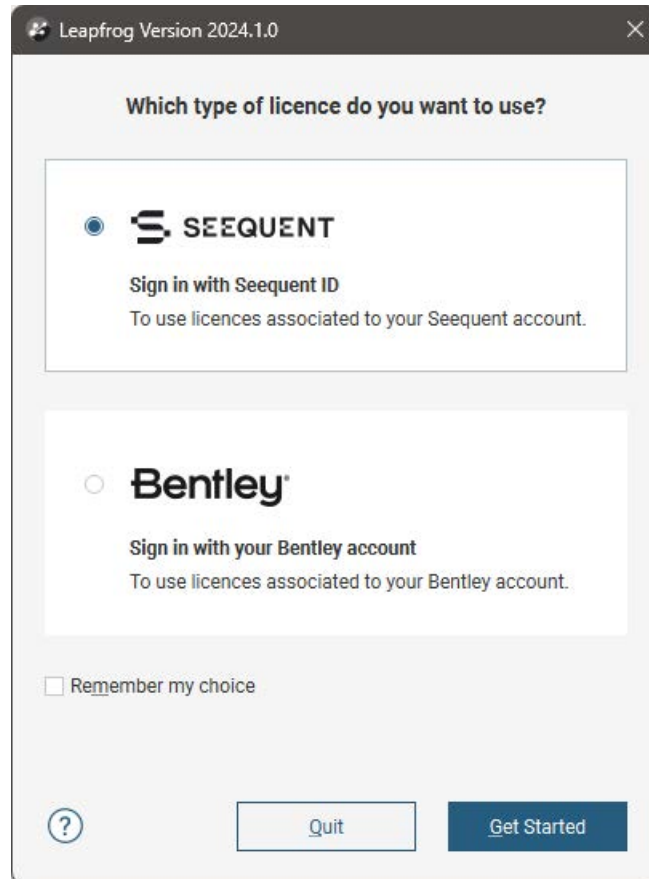 Leapfrog Version 2024.1.0
Which type of licence do you want to use?
SEEQUENT
Sign in with Seequent ID
To use licences associated to your Seequent account.
Bentley®
Sign in with your Bentley account
To use licences associated to your Bentley account.
Remember my choice
?
Quit
Get Started